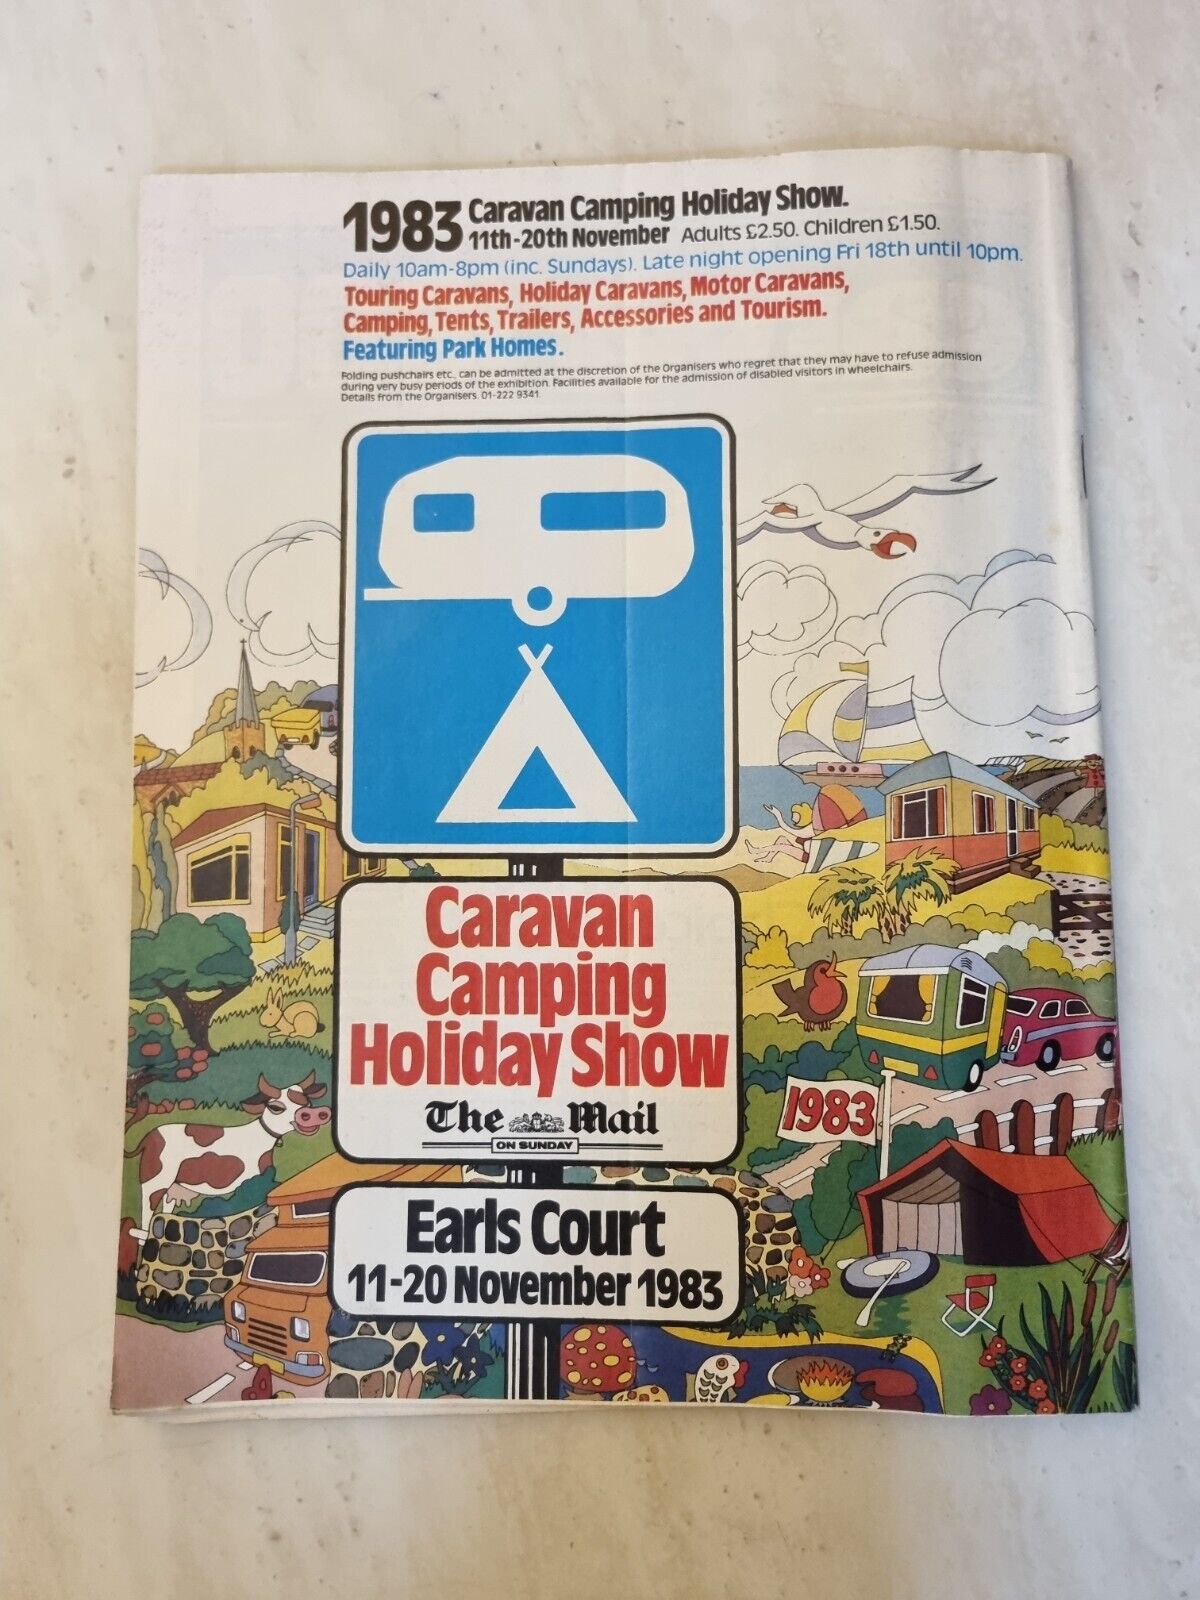 1983 Caravan Camping Holiday Show.
11th-20th November Adults £2.50. Children £1.50.
Daily 10am-8pm (inc. Sundays). Late night opening Fri 18th until 10pm.
Touring Caravans, Holiday Caravans, Motor Caravans,
Camping, Tents, Trailers, Accessories and Tourism.
Featuring Park Homes.
Folding pushchairs etc. can be admitted at the discretion of the Organisers who regret that they may have to refuse admission
during very busy periods of the exhibition. Facilities available for the admission of disabled visitors in wheelchairs.
Details from the Organisers. 01-222 9341
Caravan
Camping
Holiday Show
The Mail
ON SUNDAY
1983
Earls Court
11-20 November 1983